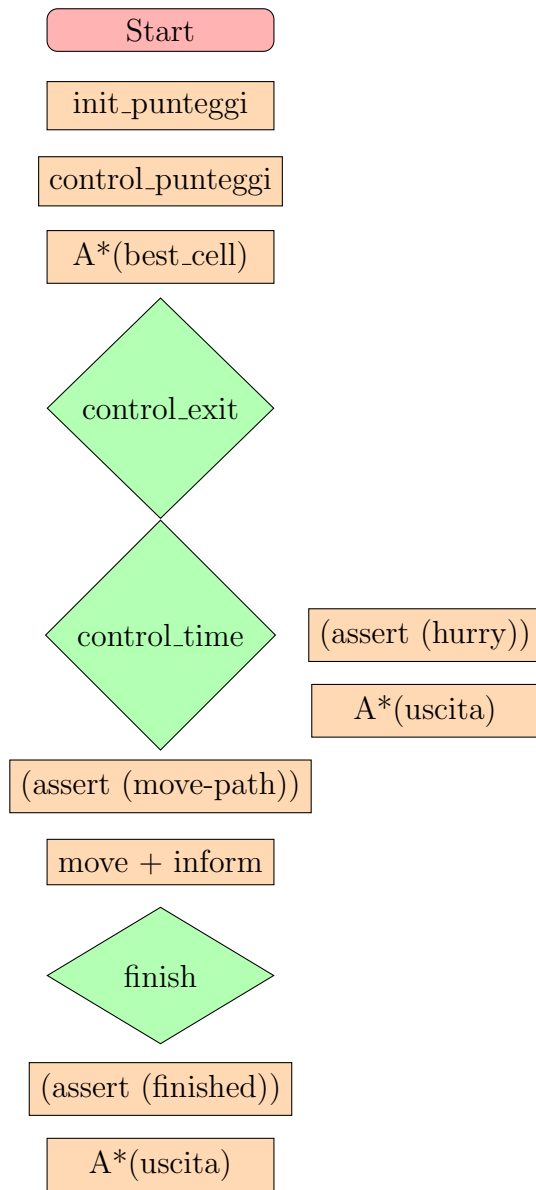 Start
init_punteggi
control_punteggi
A*(best_cell)
control_exit
control_time
(assert (hurry))
A*(uscita)
(assert (move-path))
move + inform
finish
(assert (finished))
A*(uscita)